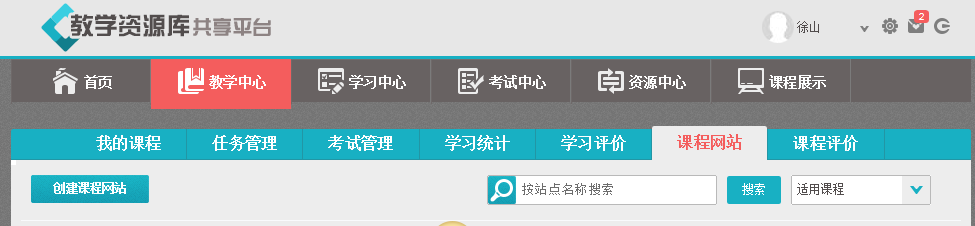 教学资源库共享平台
徐山
2
首页 教学中心 学习中心 考试中心 资源中心 课程展示
我的课程 任务管理 考试管理 学习统计 学习评价 课程网站 课程评价
创建课程网站 按站点名称搜索 搜索 适用课程